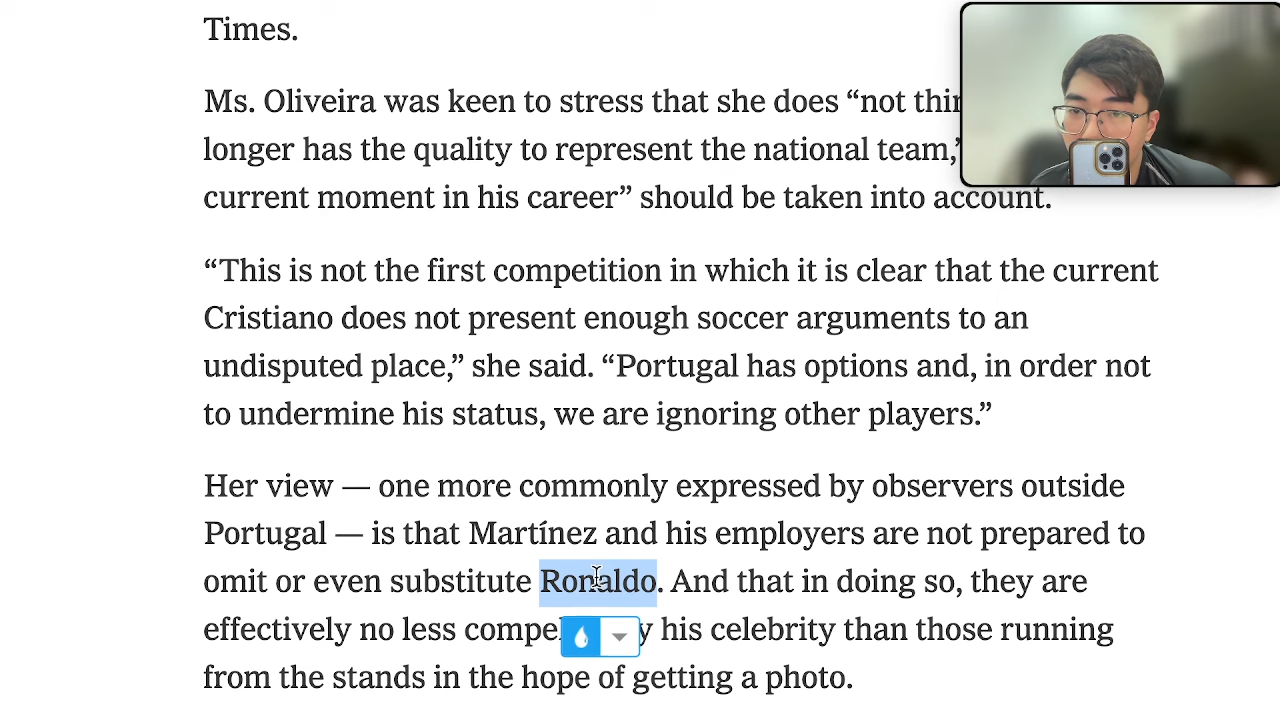 Times.
Ms. Oliveira was keen to stress that she does “not
longer has the quality to represent the national team,
current moment in his career” should be taken into account.
“This is not the first competition in which it is clear that the current
Cristiano does not present enough soccer arguments to an
undisputed place,” she said. “Portugal has options and, in order not
to undermine his status, we are ignoring other players.”
Her view — one more commonly expressed by observers outside
Portugal — is that Martínez and his employers are not prepared to
omit or even substitute Ronaldo. And that in doing so, they are
effectively no less his celebrity than those running
from the stands in the hope of getting a photo.